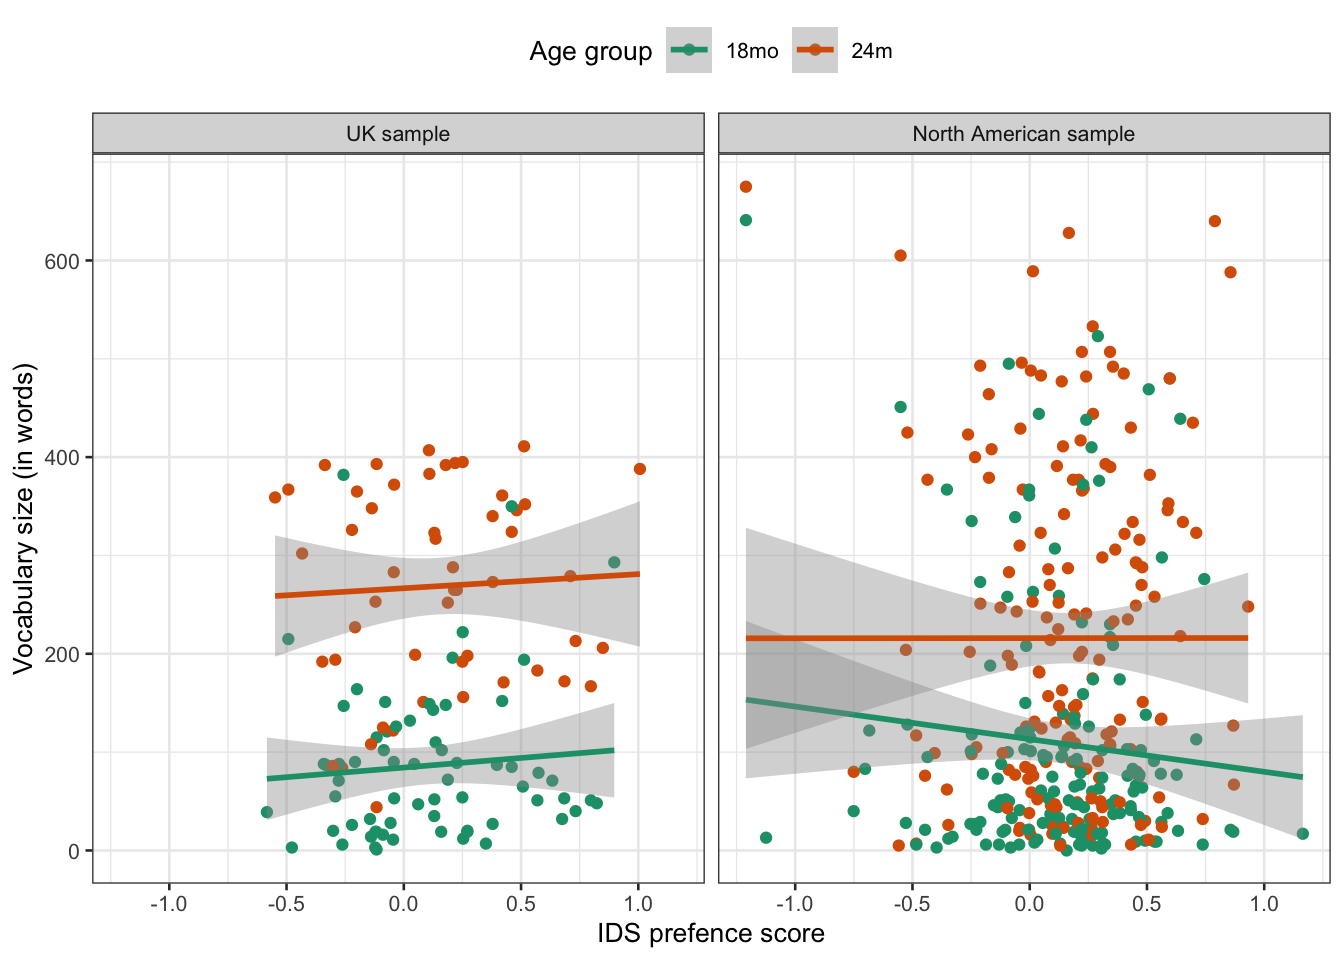 Age group 18mo 24m
UK sample North American sample
Vocabulary size (in words)
600
400
200
0
-1.0 -0.5 0.0 0.5 1.0 -1.0 -0.5 0.0 0.5 1.0
IDS prefence score